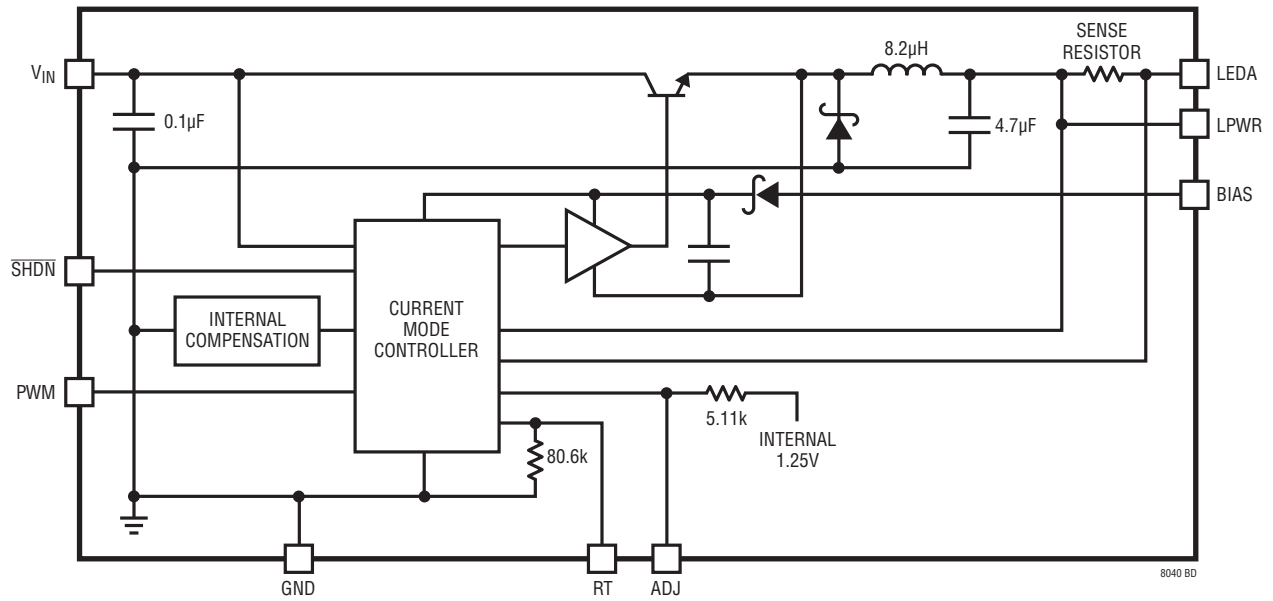 SENSE
RESISTOR
8.2µH
VIN
LEDA
0.1µF
4.7µF
LPWR
BIAS
SHDN
CURRENT
MODE
CONTROLLER
INTERNAL
COMPENSATION
PWM
5.11k
INTERNAL
1.25V
80.6k
GND
RT
ADJ
8040 BD